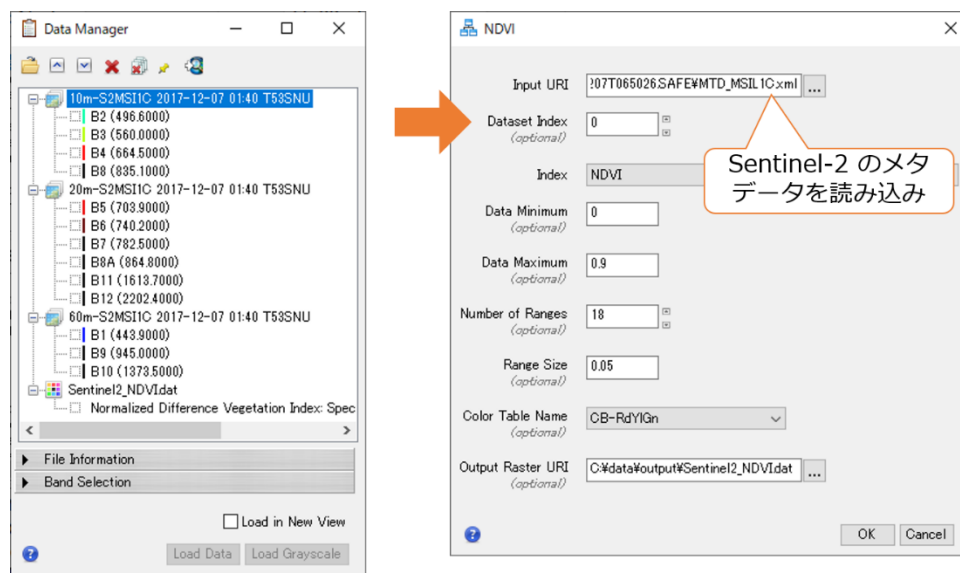 Data Manager
10m-S2MSI1C 2017-12-07 01:40 T53SNU
B2 (496.6000)
B3 (560.0000)
B4 (664.5000)
B8 (835.1000)
20m-S2MSI1C 2017-12-07 01:40 T53SNU
B5 (703.9000)
B6 (740.2000)
B7 (782.5000)
B8A (864.8000)
B11 (1613.7000)
B12 (2202.4000)
60m-S2MSI1C 2017-12-07 01:40 T53SNU
B1 (443.9000)
B9 (945.0000)
B10 (1373.5000)
Sentinel2_NDVI.dat
Normalized Difference Vegetation Index: Spec
File Information
Band Selection
Load in New View
Load Data Load Grayscale
NDVI
Input URI 07T065026.SAFE¥MTD_MSIL1C.xml ...
Dataset Index 0
(optional)
Index NDVI
Sentinel-2 のメタ
データを読み込み
Data Minimum 0
(optional)
Data Maximum 0.9
(optional)
Number of Ranges 18
(optional)
Range Size 0.05
(optional)
Color Table Name CB-RdYlGn
(optional)
Output Raster URI C:¥data¥output¥Sentinel2_NDVI.dat ...
(optional)
OK Cancel